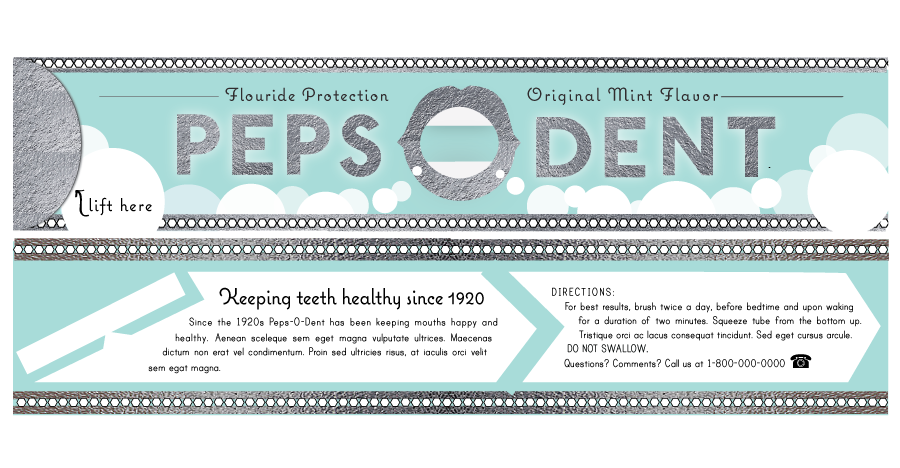 Flouride Protection
Original Mint Flavor
PEPS O DENT
lift here
Keeping teeth healthy since 1920
Since the 1920s Peps-O-Dent has been keeping mouths happy and
healthy. Aenean sceleque sem eget magna vulputate ultrices. Maecenas
dictum non erat vel condimentum. Proin sed ultricies risus, at iaculis orci velit
sem egat magna.
DIRECTIONS:
For best results, brush twice a day, before bedtime and upon waking
for a duration of two minutes. Squeeze tube from the bottom up.
Tristique orci ac lacus consequat tincidunt. Sed eget cursus arcule.
DO NOT SWALLOW.
Questions? Comments? Call us at 1-800-000-0000